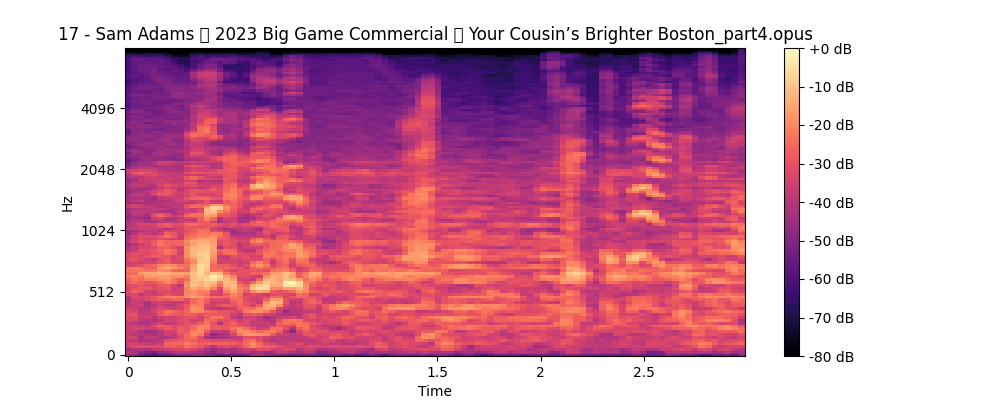 17 - Sam Adams ▯ 2023 Big Game Commercial ▯ Your Cousin’s Brighter Boston_part4.opus
Hz
4096
2048
1024
512
0
0
0.5
1
1.5
2
2.5
Time
+0 dB
-10 dB
-20 dB
-30 dB
-40 dB
-50 dB
-60 dB
-70 dB
-80 dB